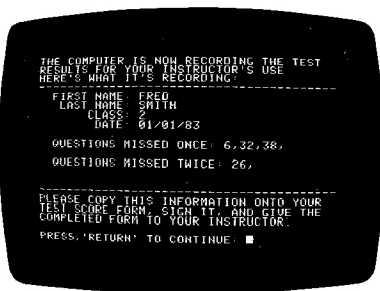 THE COMPUTER IS NOW RECORDING THE TEST
RESULTS FOR YOUR INSTRUCTOR'S USE
HERE'S WHAT IT'S RECORDING:
FIRST NAME: FRED
LAST NAME: SMITH
CLASS: 2
DATE: 01/01/83
QUESTIONS MISSED ONCE: 6,32,38,
QUESTIONS MISSED TWICE: 26,
PLEASE COPY THIS INFORMATION ONTO YOUR
TEST SCORE FORM, SIGN IT, AND GIVE THE
COMPLETED FORM TO YOUR INSTRUCTOR.
PRESS 'RETURN' TO CONTINUE: